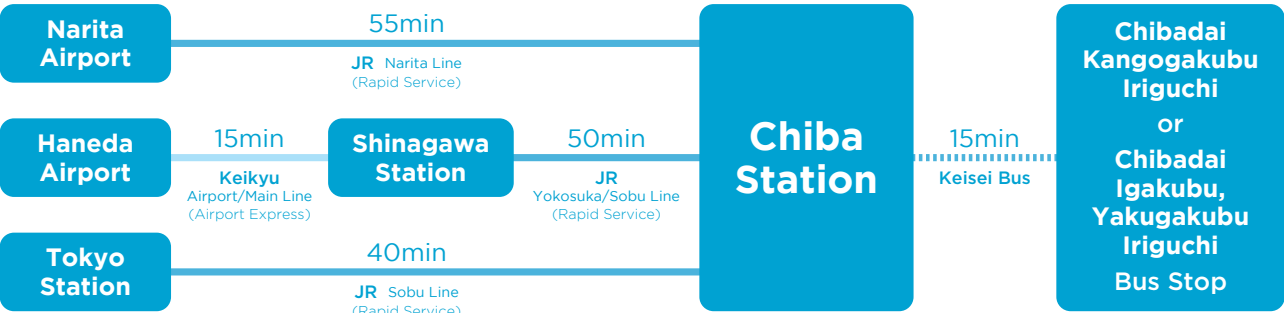 Narita
Airport
55min
JR Narita Line
(Rapid Service)
Haneda
Airport
15min
Keikyu
Airport/Main Line
(Airport Express)
Shinagawa
Station
50min
JR
Yokosuka/Sobu Line
(Rapid Service)
Tokyo
Station
40min
JR Sobu Line
(Rapid Service)
Chiba
Station
15min
Keisei Bus
Chibadai
Kangogakubu
Iriguchi
or
Chibadai
Igakubu,
Yakugakubu
Iriguchi
Bus Stop